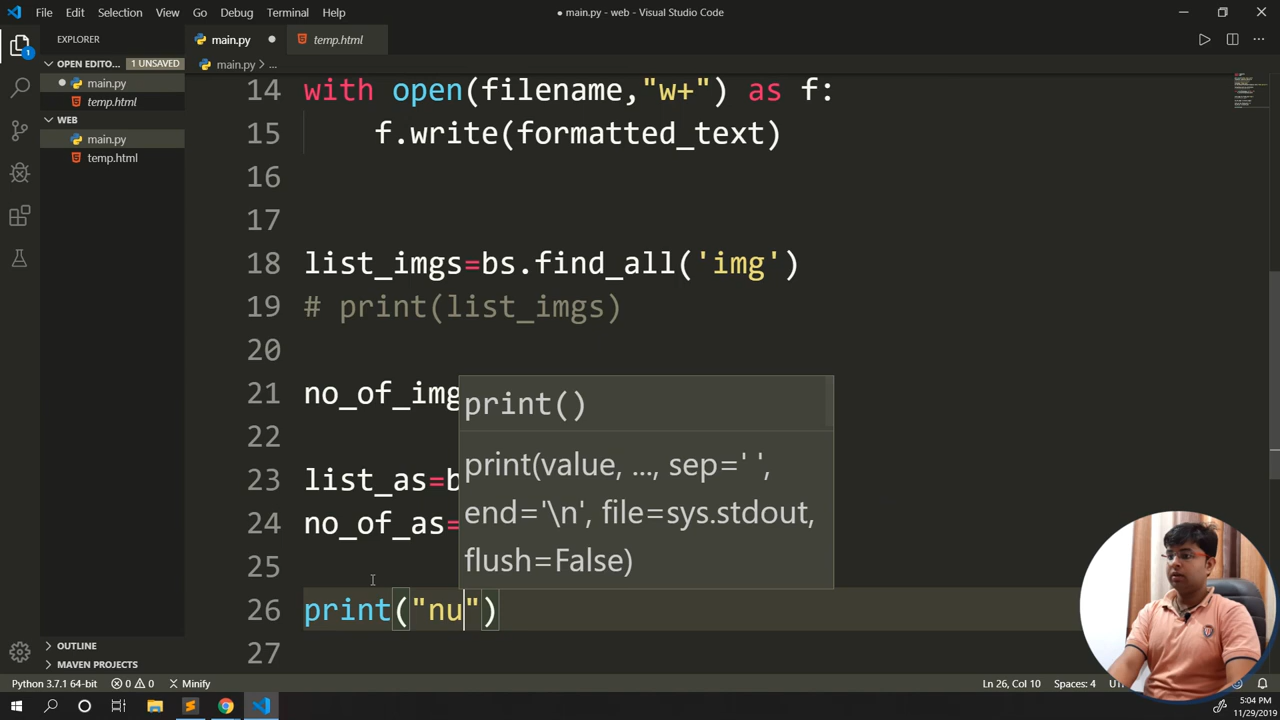 File Edit Selection View Go Debug Terminal Help
● main.py - web - Visual Studio Code
EXPLORER
main.py
temp.html
OPEN EDITO... 1 UNSAVED
main.py > ...
main.py
temp.html
WEB
main.py
temp.html
14 with open(filename,"w+") as f:
15 f.write(formatted_text)
16
17
18 list_imgs=bs.find_all('img')
19 # print(list_imgs)
20
21 no_of_img
22
23 list_as=b
24 no_of_as=
25
26 print("nu")
27
print()
print(value, ..., sep=' ',
end='\n', file=sys.stdout,
flush=False)
OUTLINE
MAVEN PROJECTS
Python 3.7.1 64-bit 0 0 Minify
Ln 26, Col 10 Spaces: 4
5:04 PM
11/29/2019